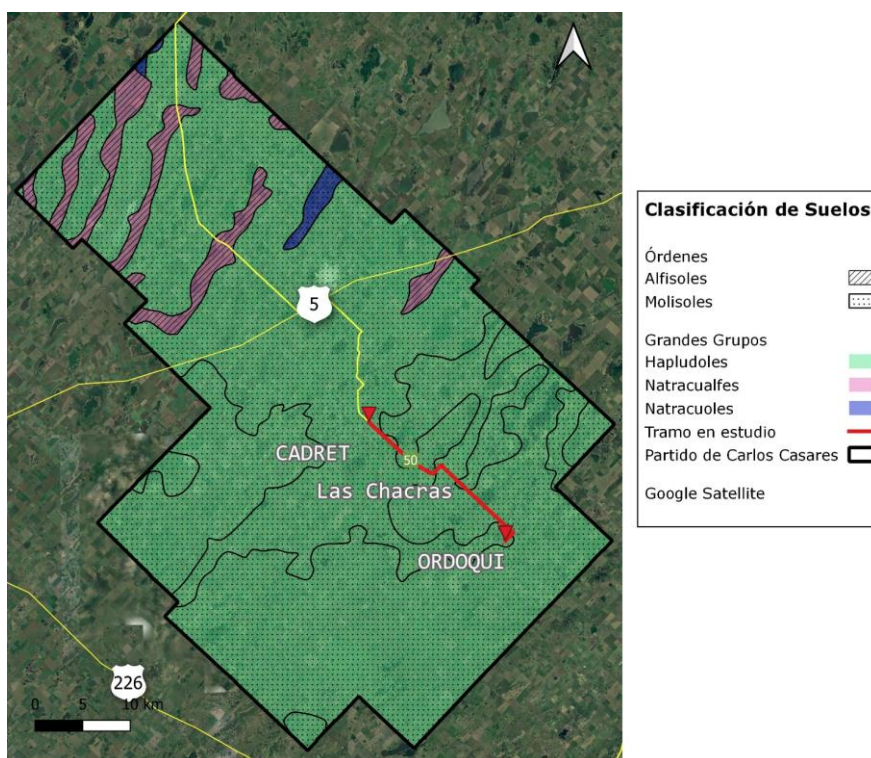 5
CADRET
50
Las Chacras
ORDOQUI
226
0 5 10 km
Clasificación de Suelos
Órdenes
Alfisoles
Molisoles
Grandes Grupos
Hapludoles
Natracualfes
Natracuoles
Tramo en estudio
Partido de Carlos Casares
Google Satellite